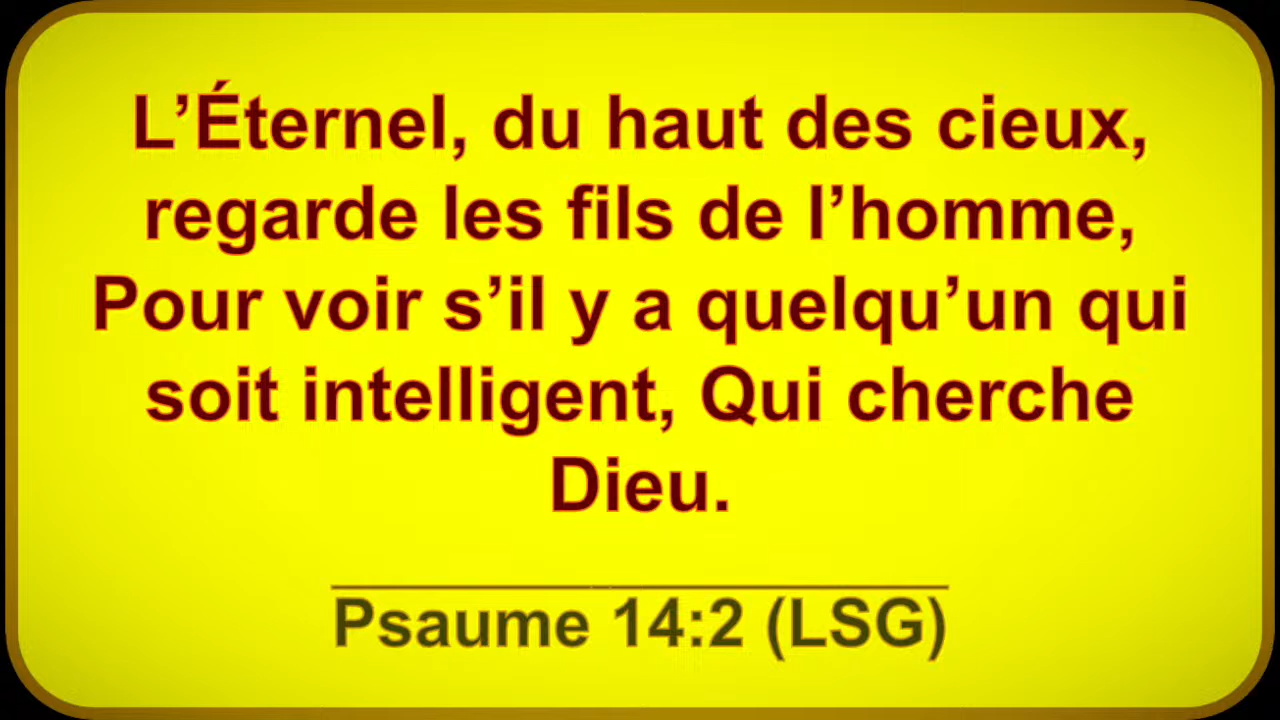 L’Éternel, du haut des cieux,
regarde les fils de l’homme,
Pour voir s’il y a quelqu’un qui
soit intelligent, Qui cherche
Dieu.
Psaume 14:2 (LSG)